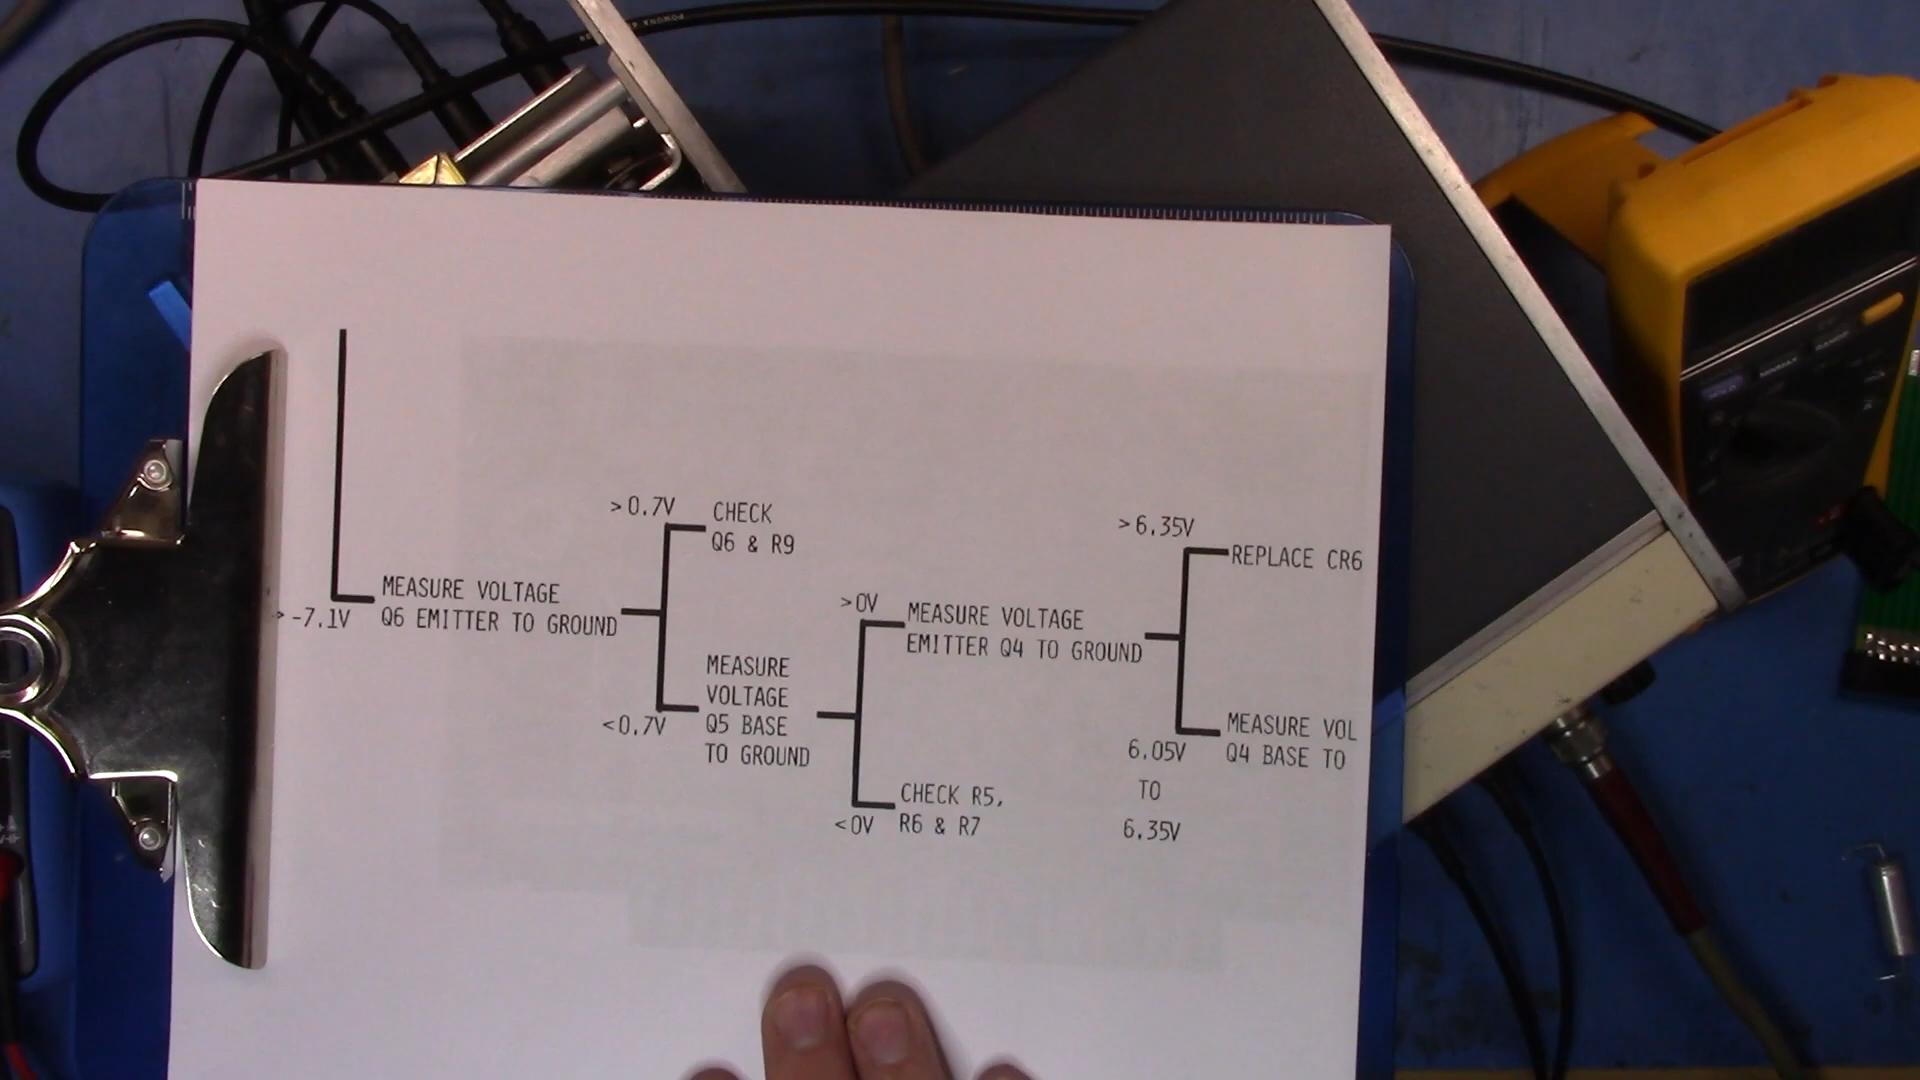 >0.7V
CHECK
Q6 & R9
>-7.1V
MEASURE VOLTAGE
Q6 EMITTER TO GROUND
<0.7V
MEASURE
VOLTAGE
Q5 BASE
TO GROUND
>0V
MEASURE VOLTAGE
EMITTER Q4 TO GROUND
<0V
CHECK R5,
R6 & R7
>6.35V
REPLACE CR6
6.05V
TO
6.35V
MEASURE VOL
Q4 BASE TO
RANGE